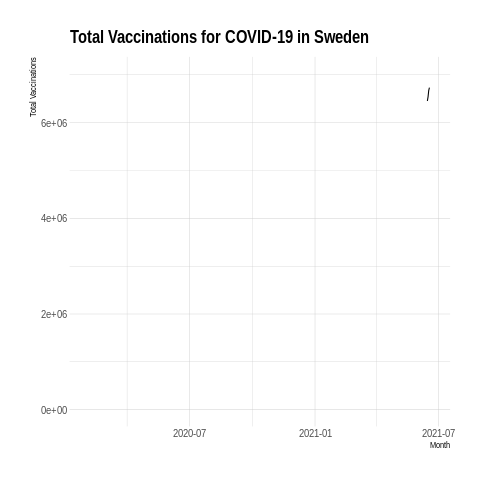 Total Vaccinations for COVID-19 in Sweden
Total Vaccinations
6e+06
4e+06
2e+06
0e+00
2020-07 2021-01 2021-07
Month